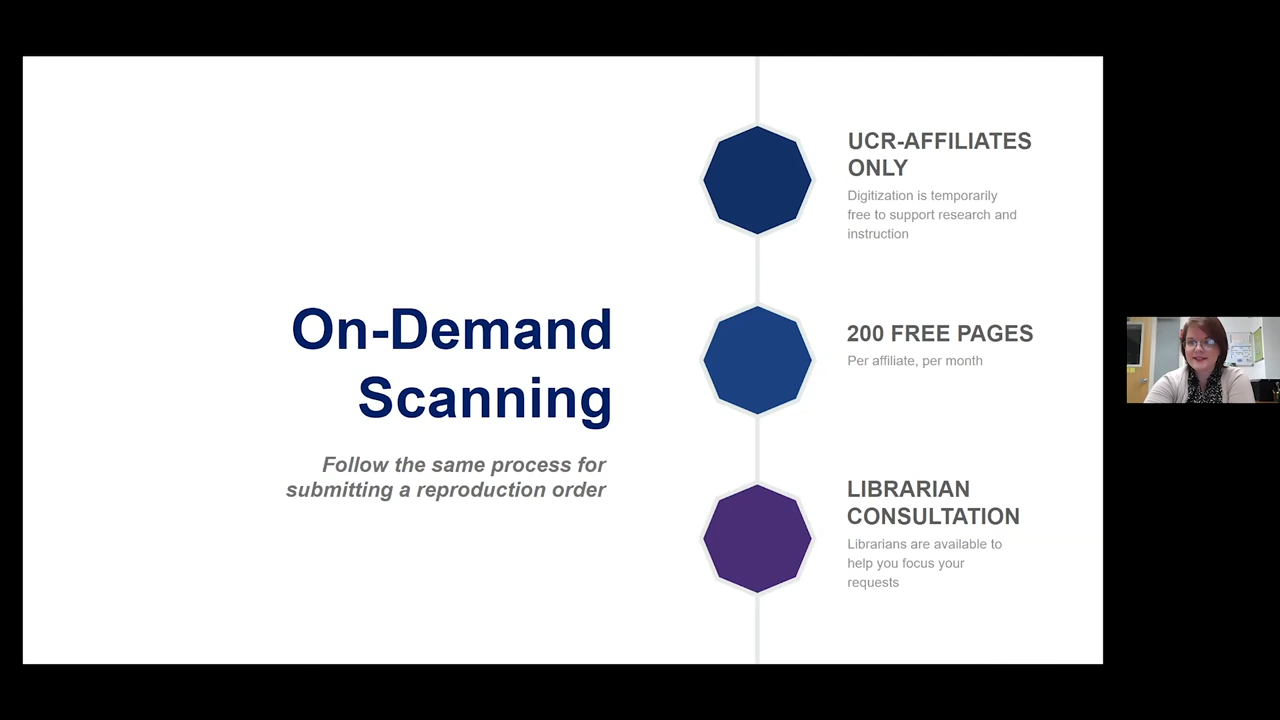 On-Demand
Scanning
Follow the same process for
submitting a reproduction order
UCR-AFFILIATES
ONLY
Digitization is temporarily
free to support research and
instruction
200 FREE PAGES
Per affiliate, per month
LIBRARIAN
CONSULTATION
Librarians are available to
help you focus your
requests